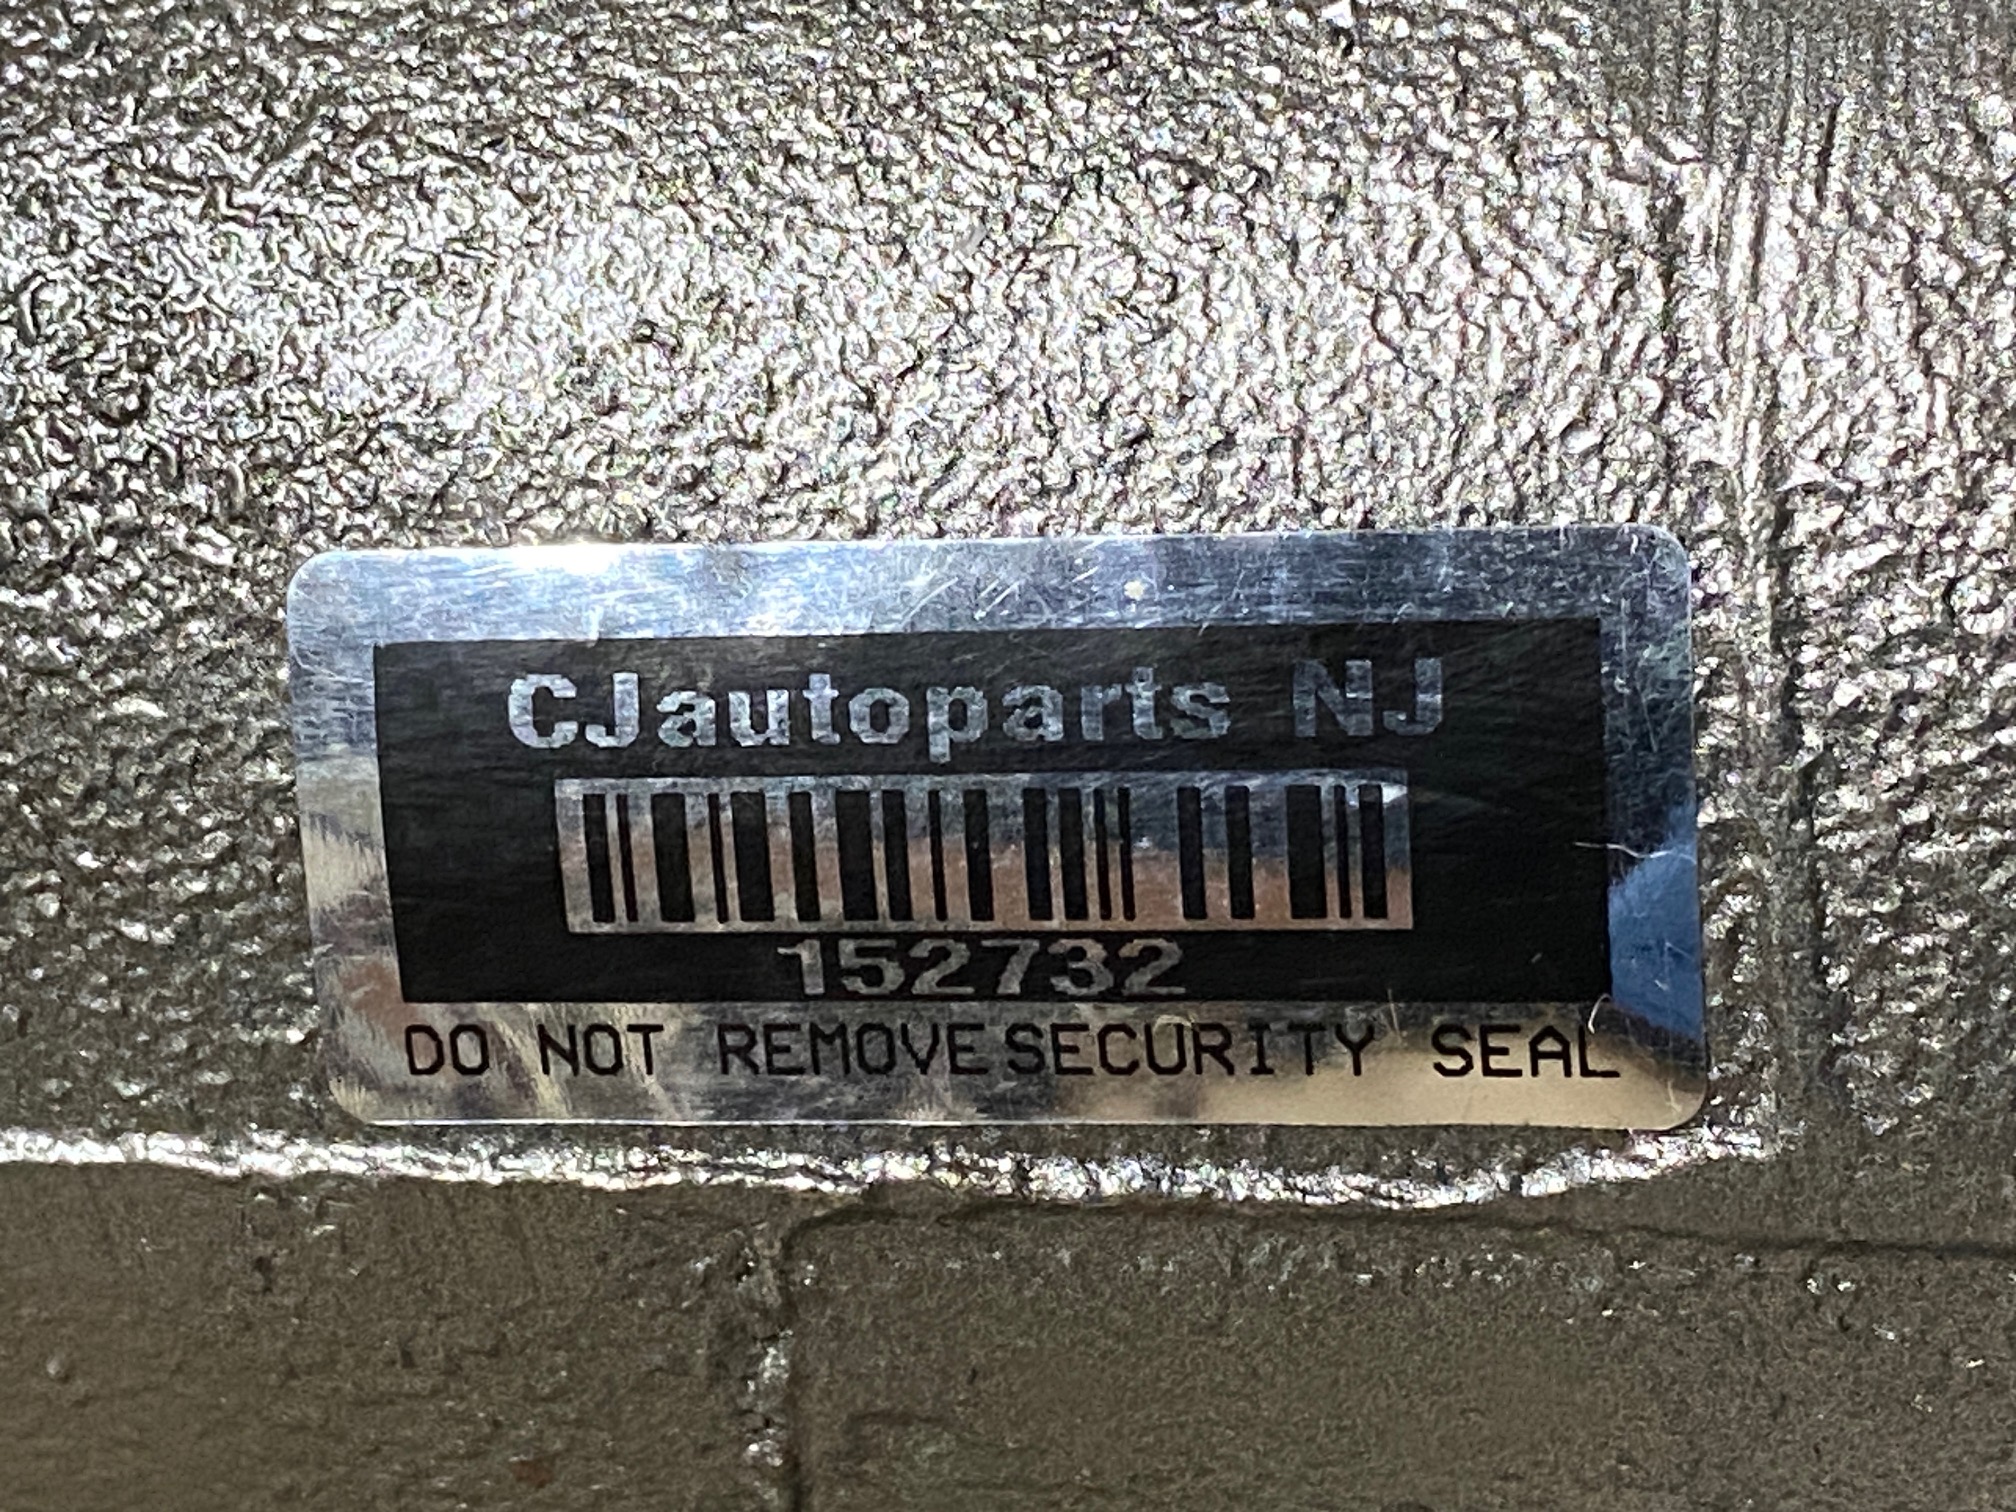 CJautoparts NJ
152732
DO NOT REMOVE SECURITY SEAL